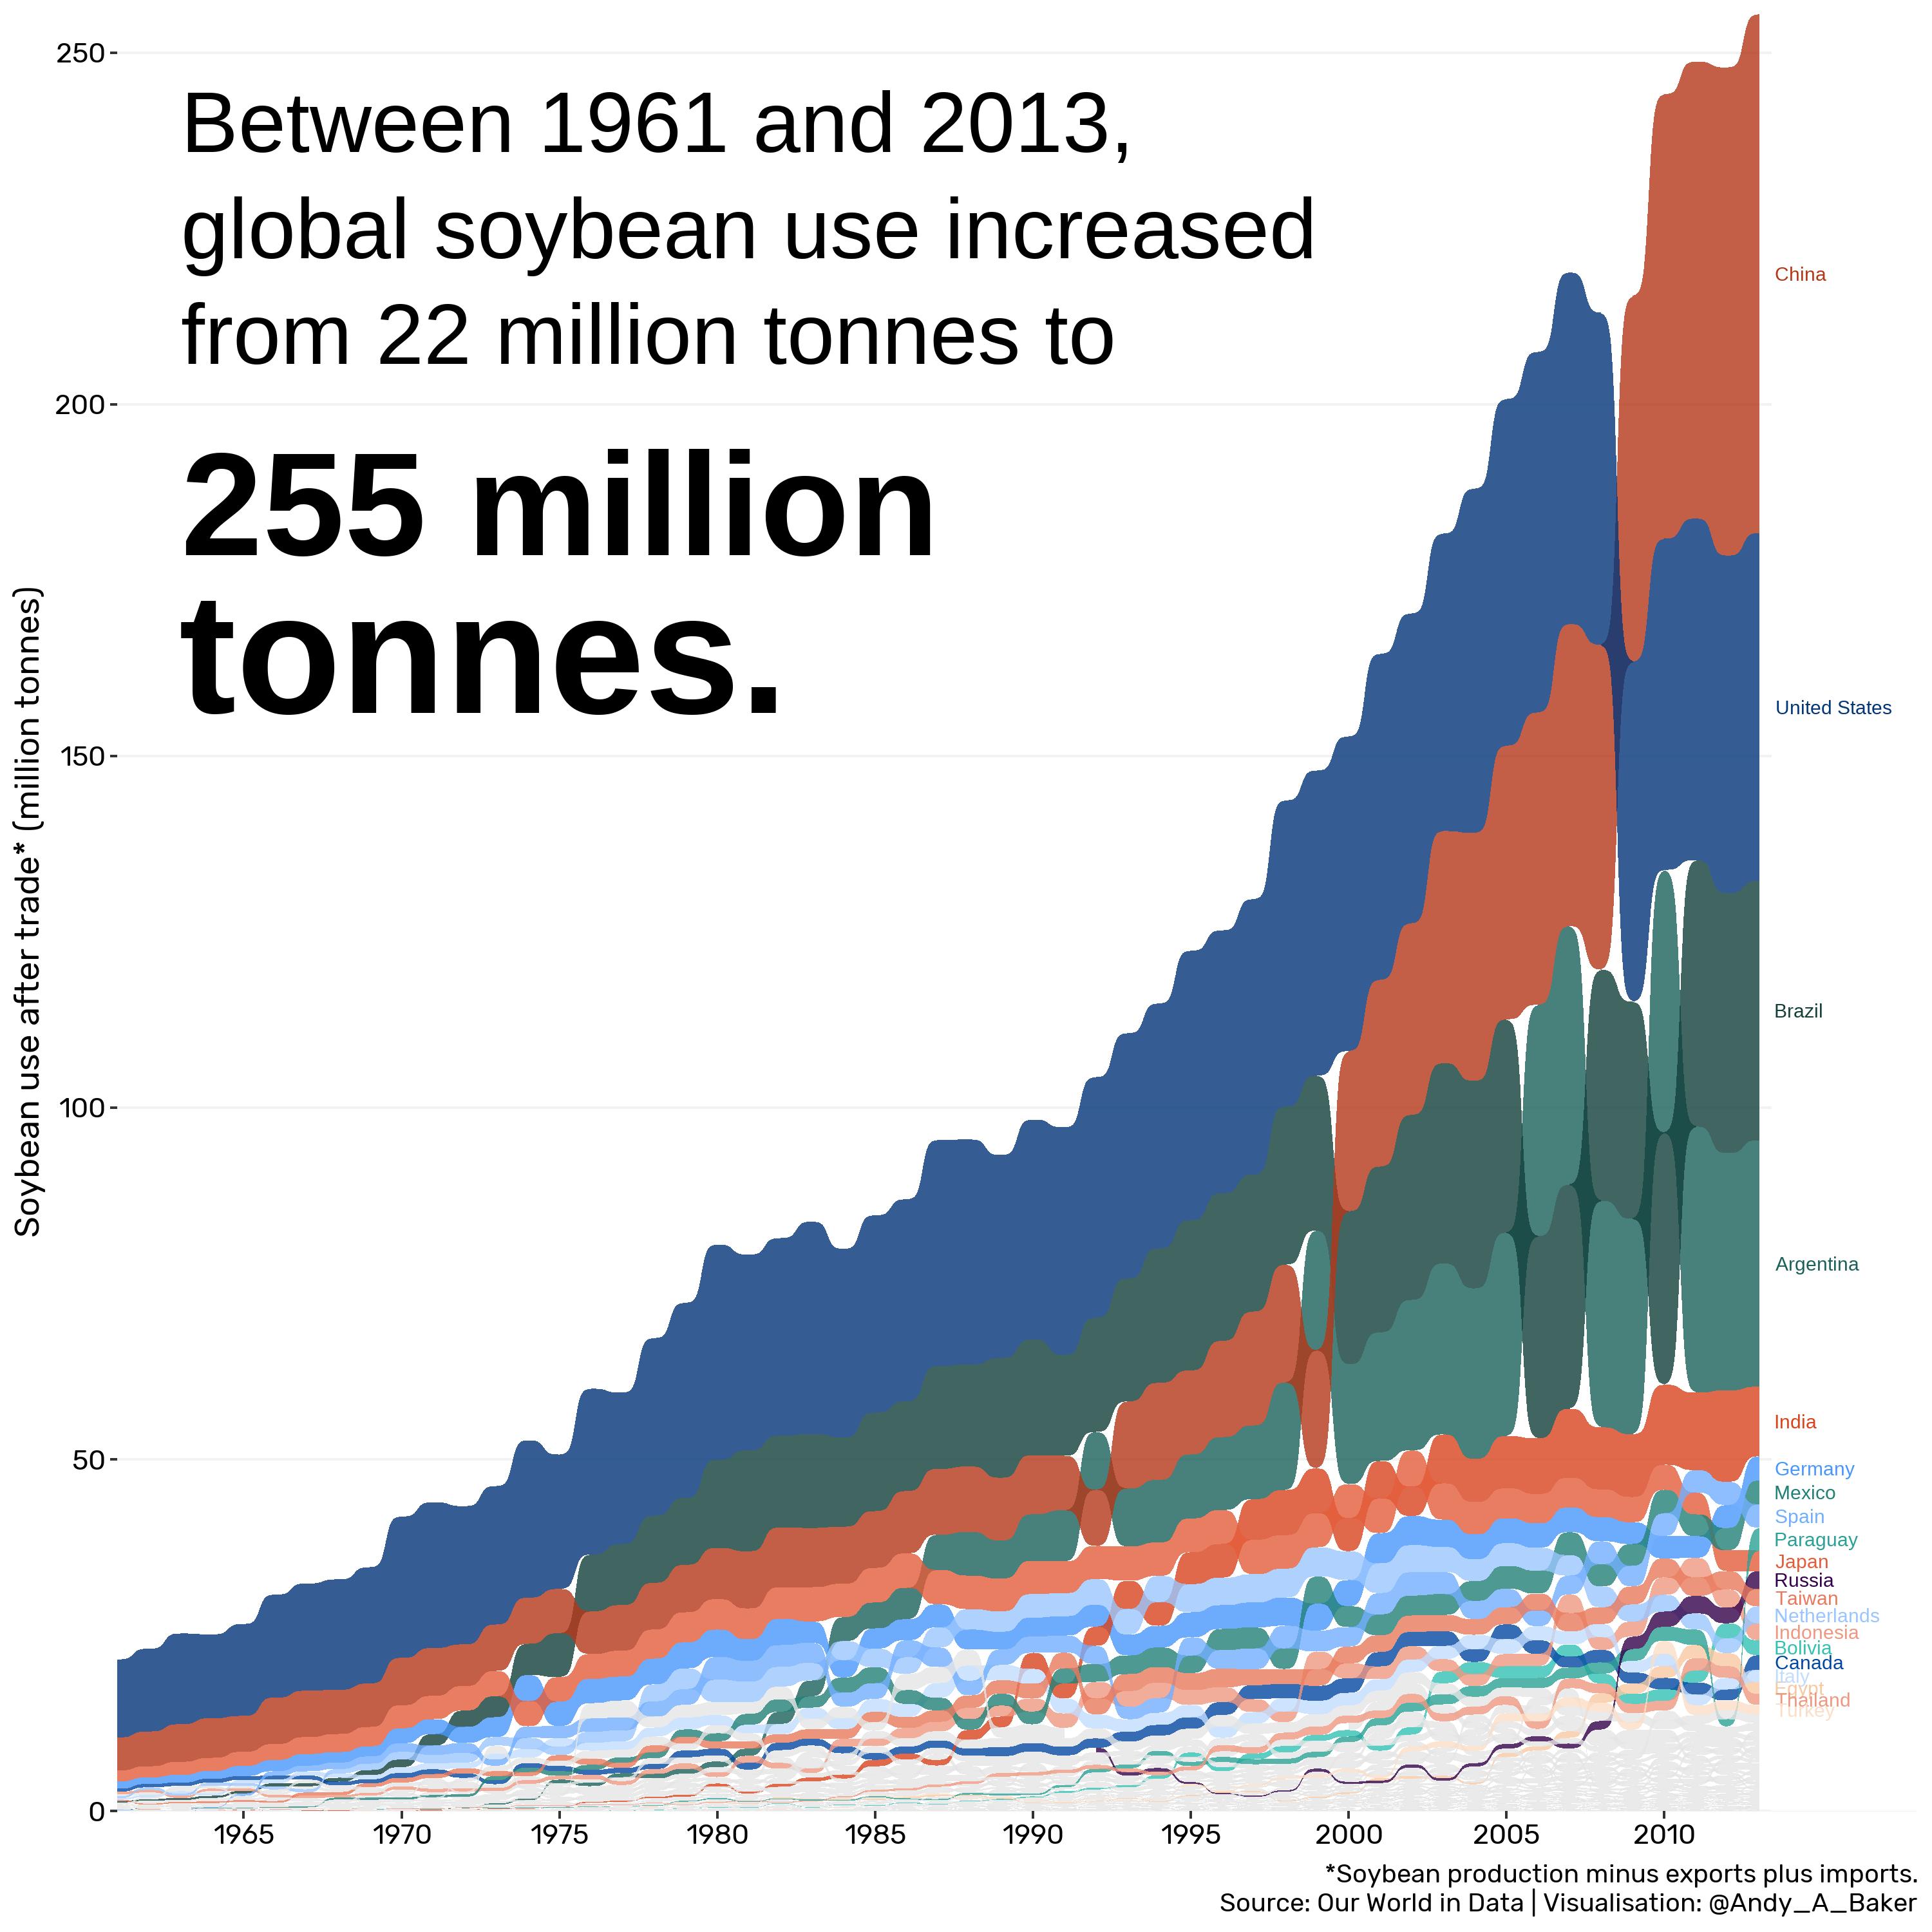 Between 1961 and 2013,
global soybean use increased
from 22 million tonnes to
255 million
tonnes.
Soybean use after trade* (million tonnes)
250
200
150
100
50
0
1965 1970 1975 1980 1985 1990 1995 2000 2005 2010
China
United States
Brazil
Argentina
India
Germany
Mexico
Spain
Paraguay
Japan
Russia
Taiwan
Netherlands
Indonesia
Bolivia
Canada
Italy
Egypt
Thailand
Turkey
*Soybean production minus exports plus imports.
Source: Our World in Data | Visualisation: @Andy_A_Baker